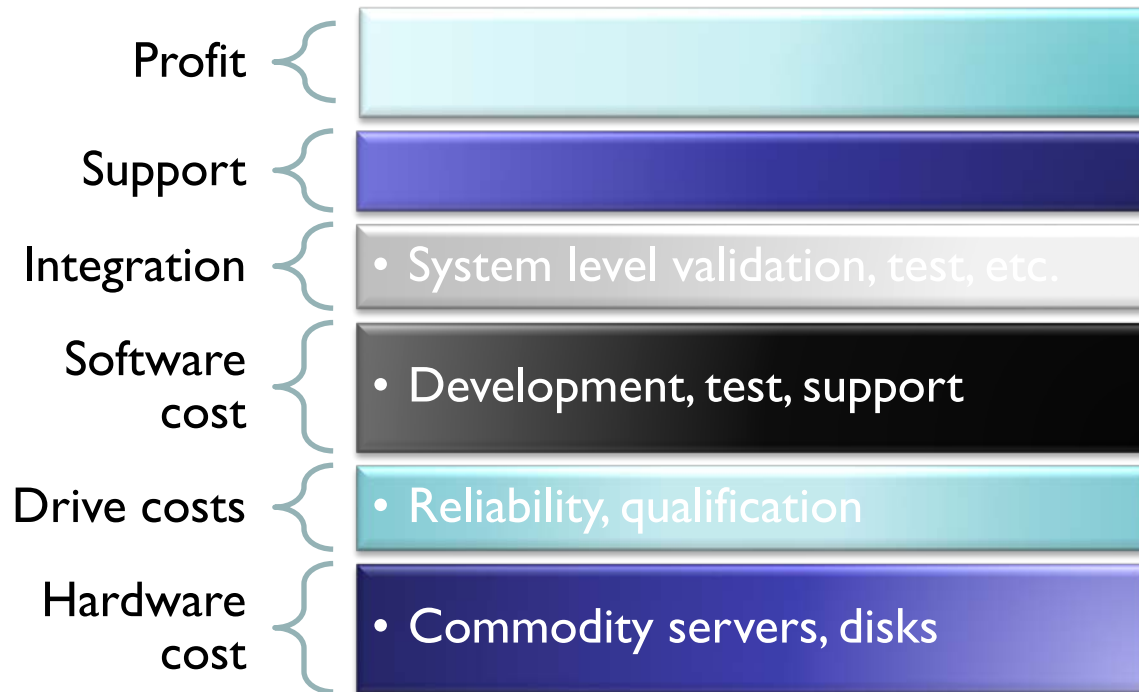 Profit
Support
Integration
• System level validation, test, etc.
Software
cost
• Development, test, support
Drive costs
• Reliability, qualification
Hardware
cost
• Commodity servers, disks